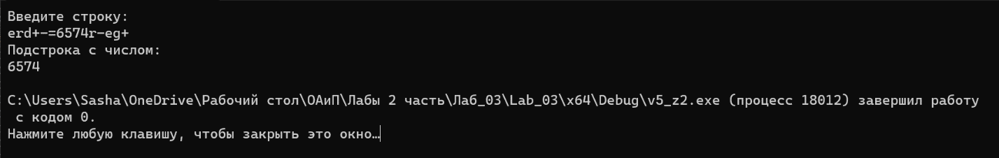 Введите строку:
erd+-=6574r-eg+
Подстрока с числом:
6574
C:\Users\Sasha\OneDrive\Рабочий стол\ОАиП\Лабы 2 часть\Лаб_03\Lab_03\x64\Debug\v5_z2.exe (процесс 18012) завершил работу
с кодом 0.
Нажмите любую клавишу, чтобы закрыть это окно…